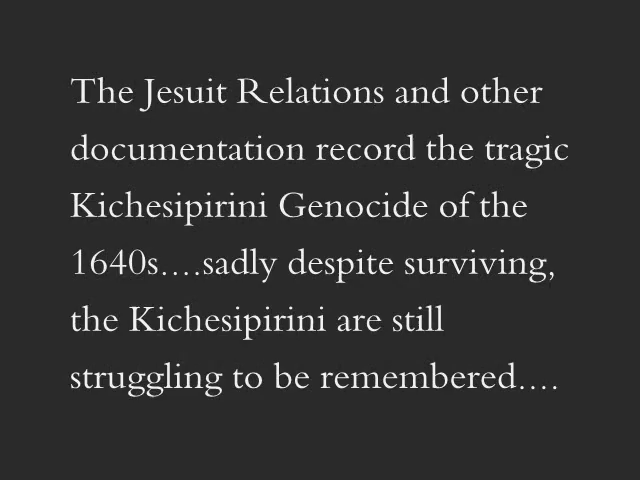 The Jesuit Relations and other
documentation record the tragic
Kichesipirini Genocide of the
1640s....sadly despite surviving,
the Kichesipirini are still
struggling to be remembered....